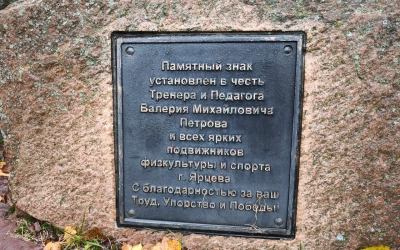 Памятный знак
установлен в честь
Тренера и Педагога
Валерия Михайловича
Петрова
и всех ярких
подвижников
физкультуры и спорта
г. Ярцева
С благодарностью за ваш
Труд, Упорство и Победы